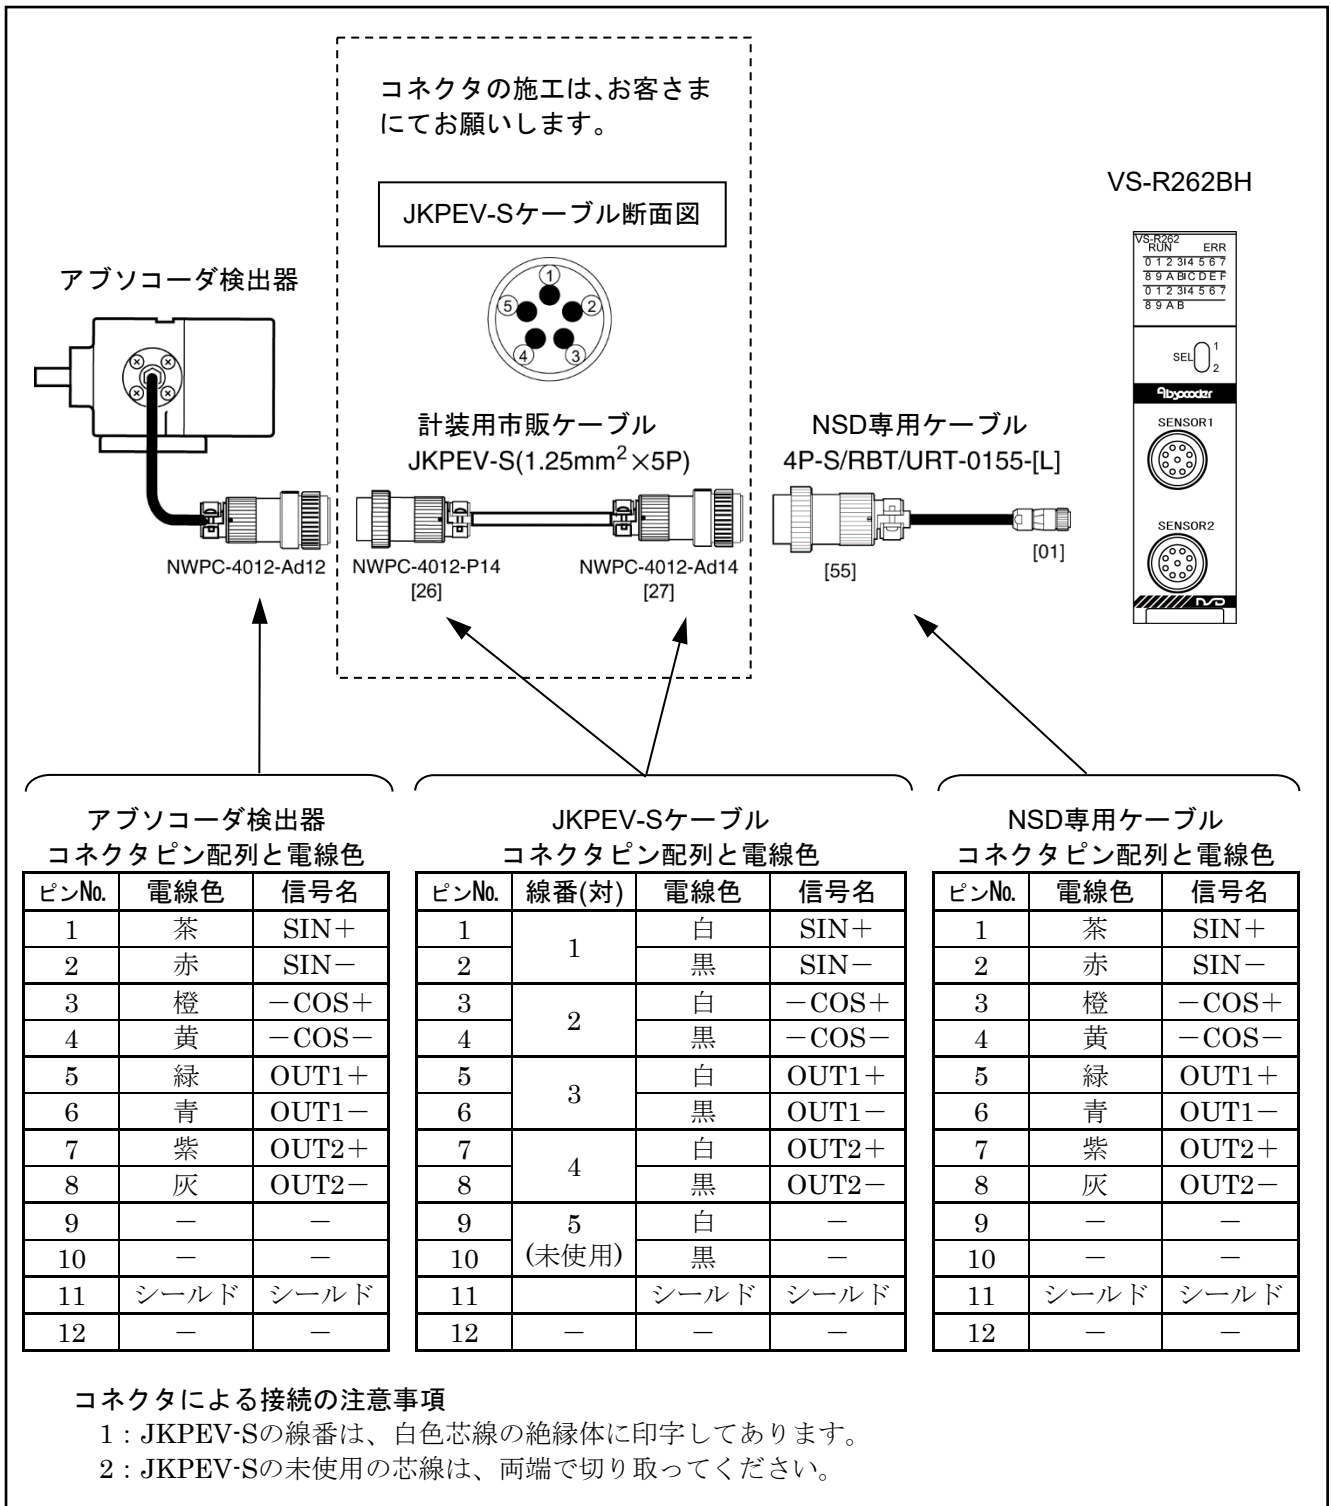 コネクタの施工は、お客さま
にてお願いします。
JKPEV-Sケーブル断面図
1
5 2
4 3
VS-R262BH
VS-R262
RUN ERR
0 1 2 3 4 5 6 7
8 9 A B C D E F
0 1 2 3 4 5 6 7
8 9 A B
SEL 1
2
Absocoder
SENSOR1
SENSOR2
NSD
アブソコーダ検出器
計装用市販ケーブル
JKPEV-S(1.25mm²×5P)
NSD専用ケーブル
4P-S/RBT/URT-0155-[L]
NWPC-4012-Ad12
NWPC-4012-P14
[26]
NWPC-4012-Ad14
[27]
[55]
[01]
アブソコーダ検出器
コネクタピン配列と電線色
ピンNo. 電線色 信号名
1 茶 SIN+
2 赤 SIN−
3 橙 −COS+
4 黄 −COS−
5 緑 OUT1+
6 青 OUT1−
7 紫 OUT2+
8 灰 OUT2−
9 − −
10 − −
11 シールド シールド
12 − −
JKPEV-Sケーブル
コネクタピン配列と電線色
ピンNo. 線番(対) 電線色 信号名
1 1 白 SIN+
2 黒 SIN−
3 2 白 −COS+
4 黒 −COS−
5 3 白 OUT1+
6 黒 OUT1−
7 4 白 OUT2+
8 黒 OUT2−
9 5 白 −
10 (未使用) 黒 −
11 シールド シールド
12 − − −
NSD専用ケーブル
コネクタピン配列と電線色
ピンNo. 電線色 信号名
1 茶 SIN+
2 赤 SIN−
3 橙 −COS+
4 黄 −COS−
5 緑 OUT1+
6 青 OUT1−
7 紫 OUT2+
8 灰 OUT2−
9 − −
10 − −
11 シールド シールド
12 − −
コネクタによる接続の注意事項
1：JKPEV-Sの線番は、白色芯線の絶縁体に印字してあります。
2：JKPEV-Sの未使用の芯線は、両端で切り取ってください。